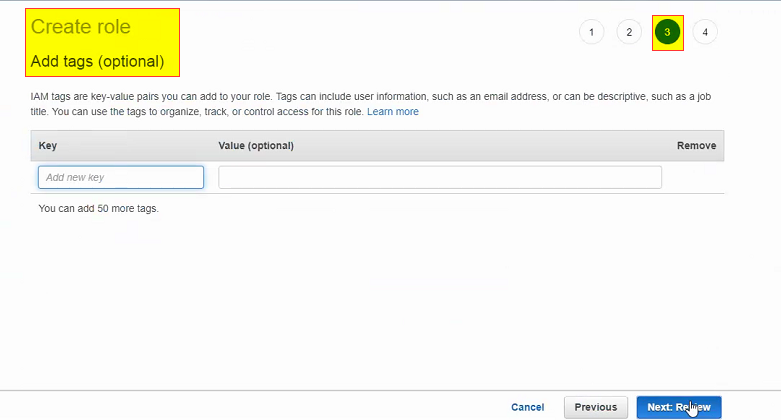 Create role
1 2 3 4
Add tags (optional)
IAM tags are key-value pairs you can add to your role. Tags can include user information, such as an email address, or can be descriptive, such as a job
title. You can use the tags to organize, track, or control access for this role. Learn more
Key Value (optional) Remove
Add new key
You can add 50 more tags.
Cancel Previous Next: Review